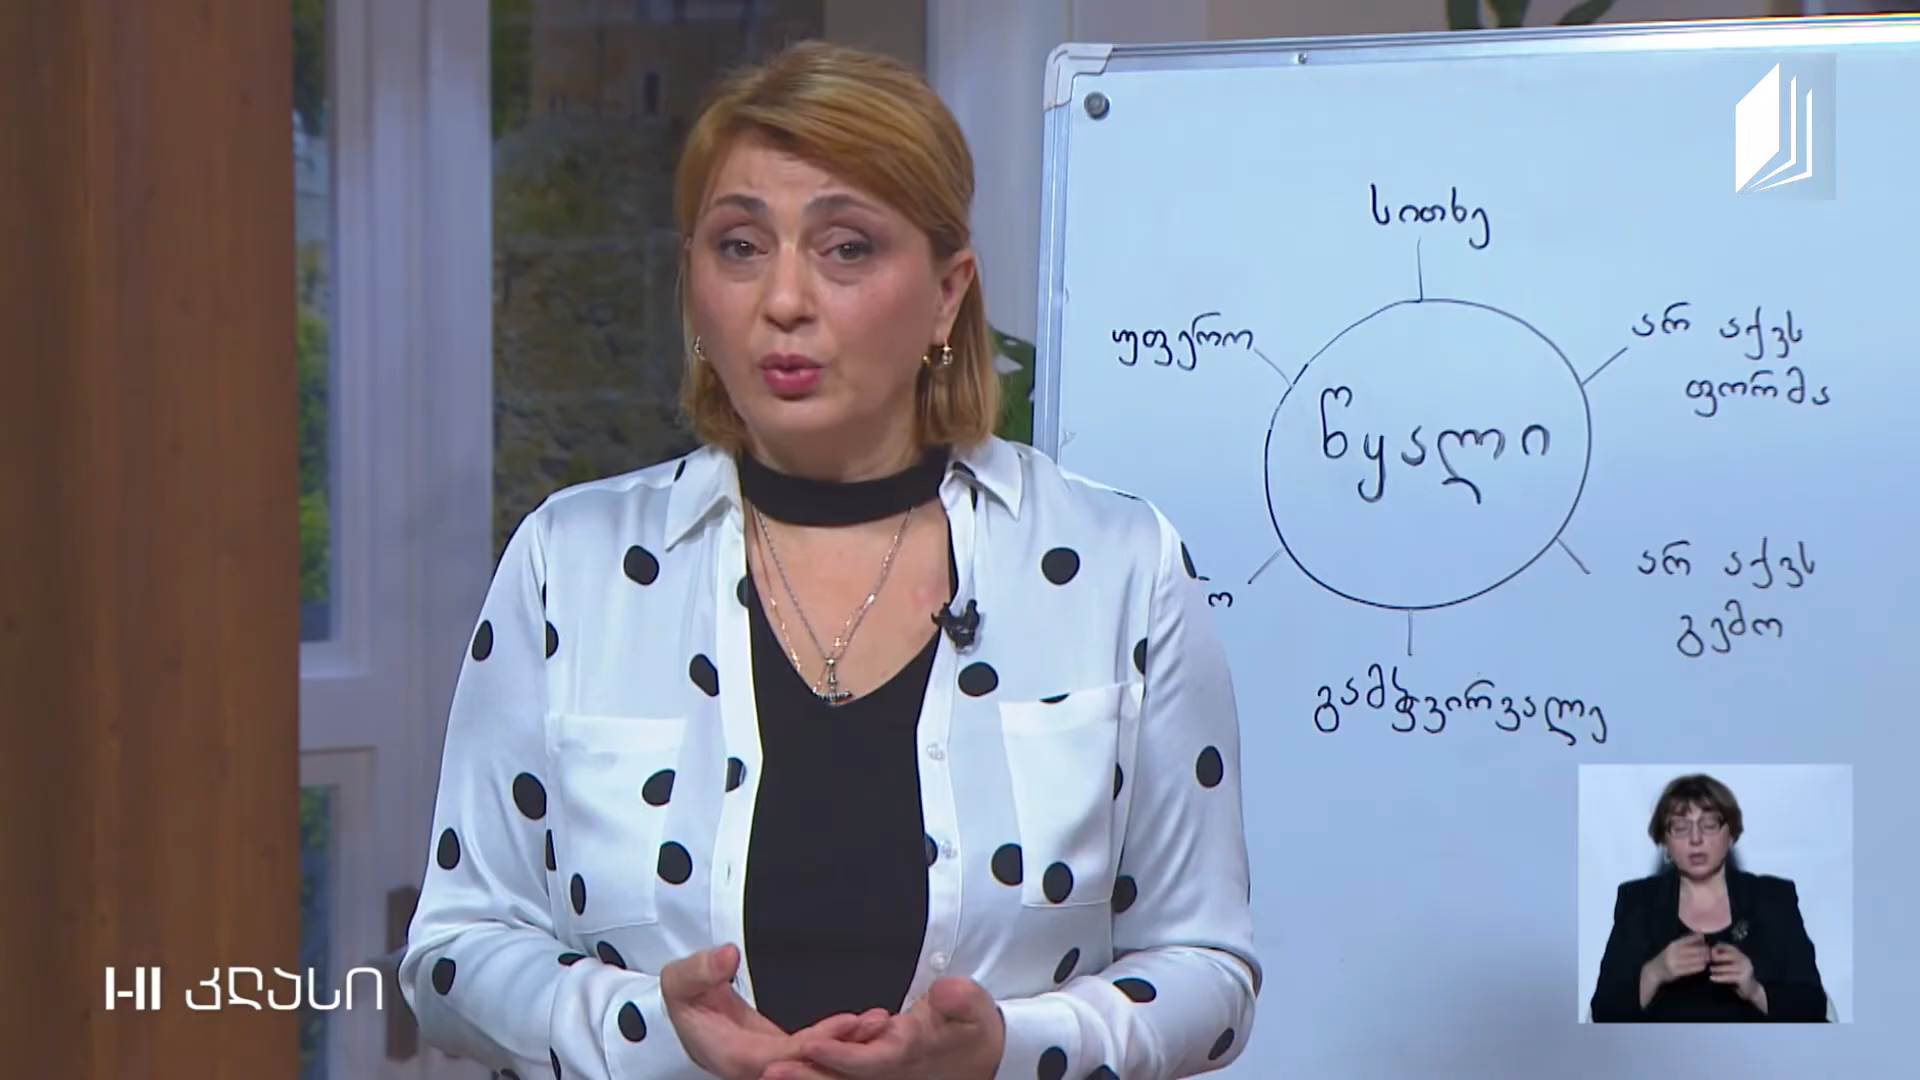 სითხე
უფერო
არ აქვს
ფორმა
წყალი
არ აქვს
გემო
გამჭვირვალე
I-II კლასი